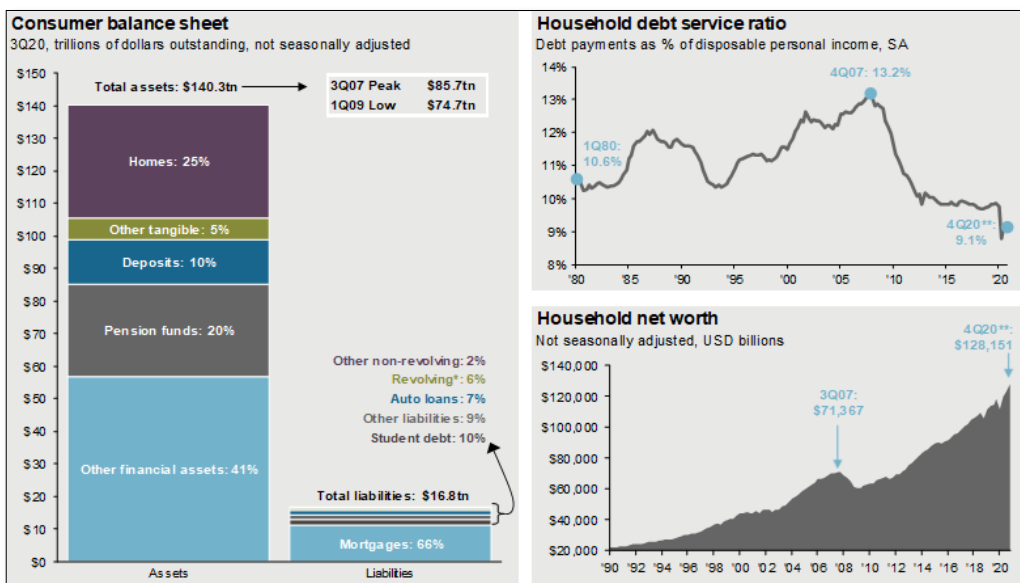 Consumer balance sheet
3Q20, trillions of dollars outstanding, not seasonally adjusted
$150
$140
$130
$120
$110
$100
$90
$80
$70
$60
$50
$40
$30
$20
$10
$0
Total assets: $140.3tn
3Q07 Peak $85.7tn
1Q09 Low $74.7tn
Homes: 25%
Other tangible: 5%
Deposits: 10%
Pension funds: 20%
Other financial assets: 41%
Other non-revolving: 2%
Revolving*: 6%
Auto loans: 7%
Other liabilities: 9%
Student debt: 10%
Total liabilities: $16.8tn
Mortgages: 66%
Assets Liabilities
Household debt service ratio
Debt payments as % of disposable personal income, SA
14%
13%
12%
11%
10%
9%
8%
1Q80:
10.6%
4Q07: 13.2%
4Q20**:
9.1%
'80 '85 '90 '95 '00 '05 '10 '15 '20
Household net worth
Not seasonally adjusted, USD billions
$140,000
$120,000
$100,000
$80,000
$60,000
$40,000
$20,000
3Q07:
$71,367
4Q20**:
$128,151
'90 '92 '94 '96 '98 '00 '02 '04 '06 '08 '10 '12 '14 '16 '18 '20